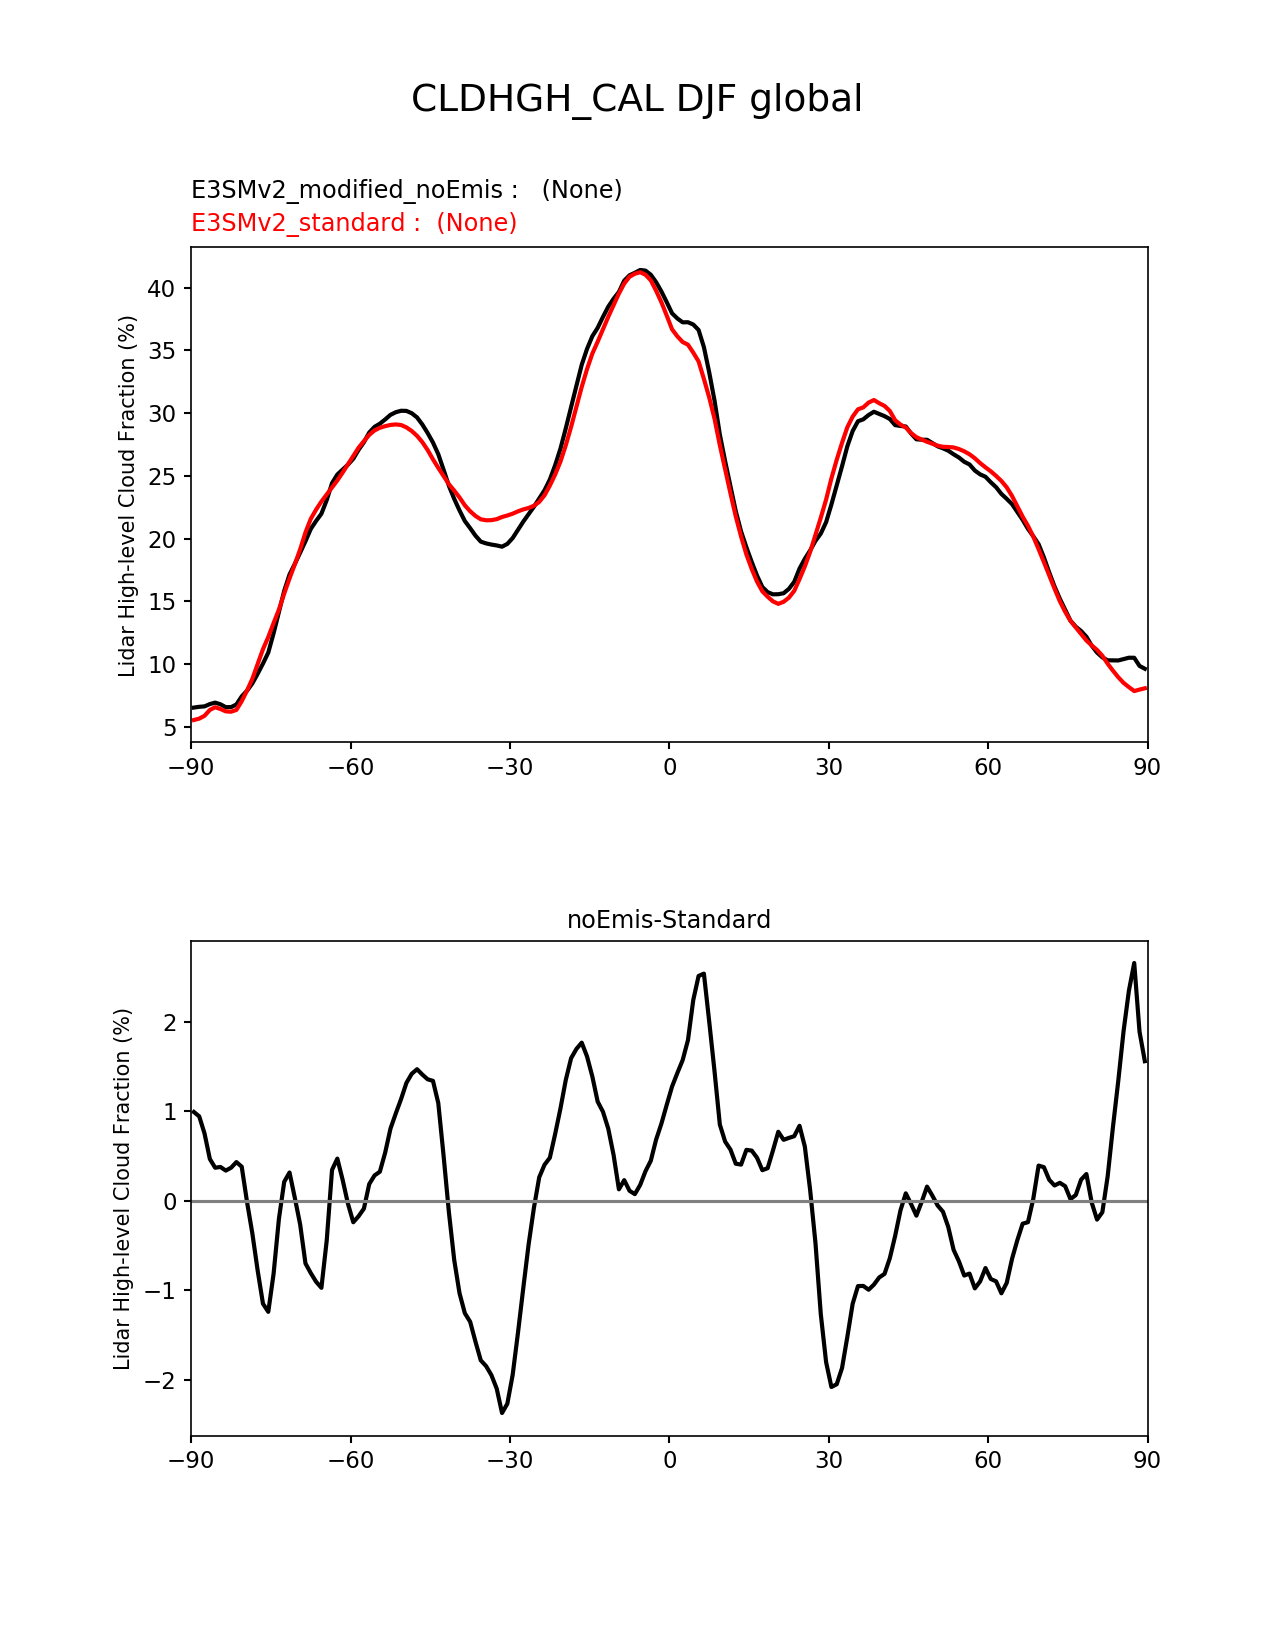 CLDHGH_CAL DJF global
E3SMv2_modified_noEmis :   (None)
E3SMv2_standard :  (None)
Lidar High-level Cloud Fraction (%)
40
35
30
25
20
15
10
5
−90 −60 −30 0 30 60 90
noEmis-Standard
Lidar High-level Cloud Fraction (%)
2
1
0
−1
−2
−90 −60 −30 0 30 60 90